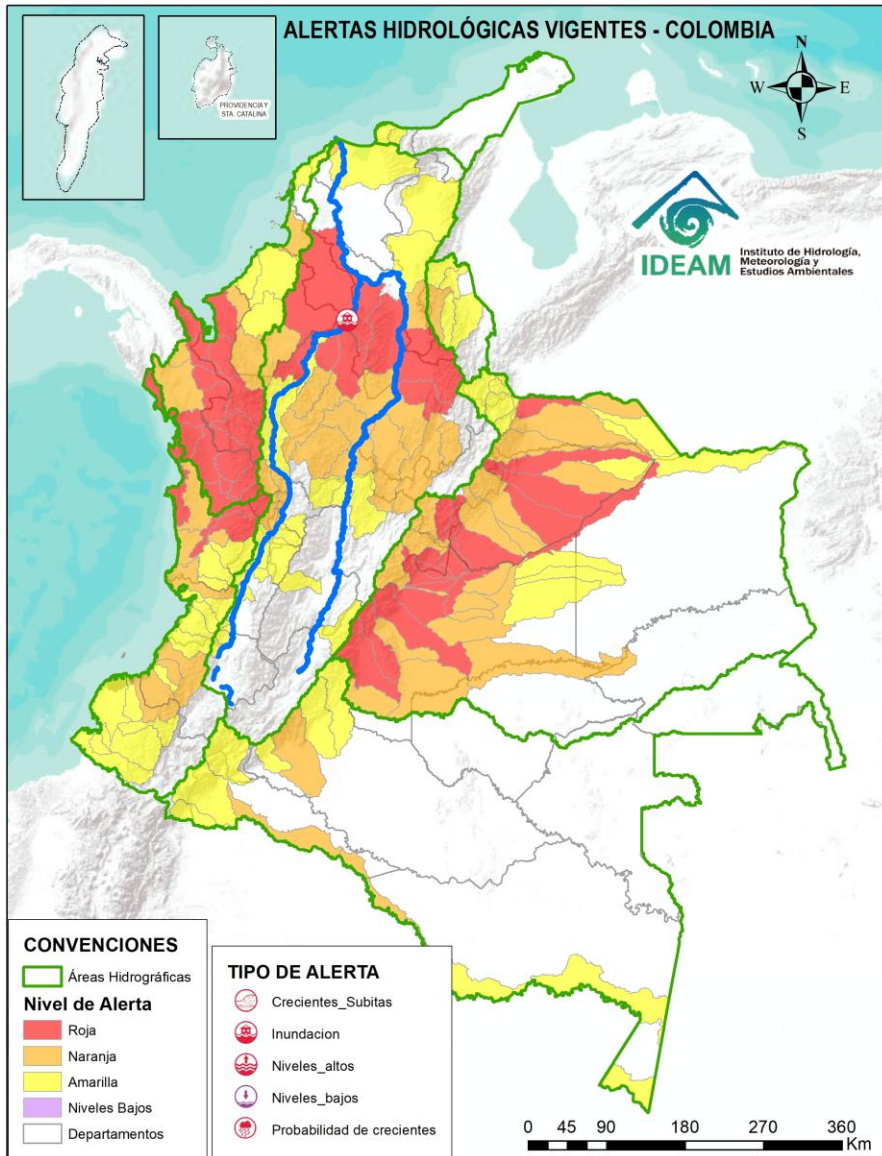 ALERTAS HIDROLÓGICAS VIGENTES - COLOMBIA
PROVIDENCIA Y
STA. CATALINA
N
W
E
S
IDEAM
Instituto de Hidrología,
Meteorología y
Estudios Ambientales
CONVENCIONES
Áreas Hidrográficas
Nivel de Alerta
Roja
Naranja
Amarilla
Niveles Bajos
Departamentos
TIPO DE ALERTA
Crecientes_Subitas
Inundacion
Niveles_altos
Niveles_bajos
Probabilidad de crecientes
0 45 90 180 270 360
Km